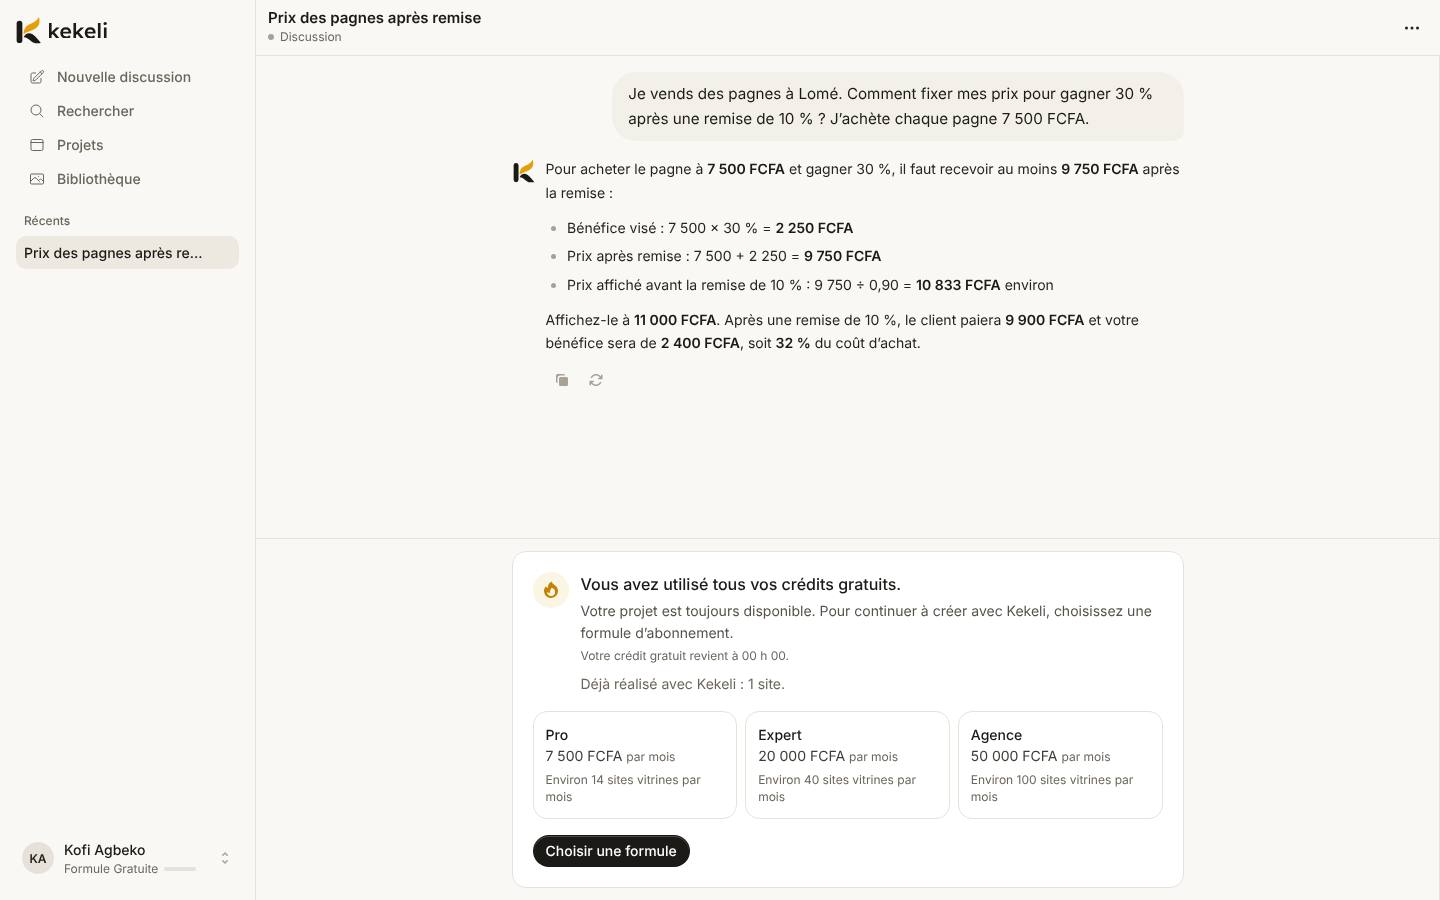 kekeli
Nouvelle discussion
Rechercher
Projets
Bibliothèque
Récents
Prix des pagnes après re...
KA
Kofi Agbeko
Formule Gratuite
Prix des pagnes après remise
Discussion
Je vends des pagnes à Lomé. Comment fixer mes prix pour gagner 30 %
après une remise de 10 % ? J’achète chaque pagne 7 500 FCFA.
Pour acheter le pagne à 7 500 FCFA et gagner 30 %, il faut recevoir au moins 9 750 FCFA après
la remise :
• Bénéfice visé : 7 500 × 30 % = 2 250 FCFA
• Prix après remise : 7 500 + 2 250 = 9 750 FCFA
• Prix affiché avant la remise de 10 % : 9 750 ÷ 0,90 = 10 833 FCFA environ
Affichez-le à 11 000 FCFA. Après une remise de 10 %, le client paiera 9 900 FCFA et votre
bénéfice sera de 2 400 FCFA, soit 32 % du coût d’achat.
Vous avez utilisé tous vos crédits gratuits.
Votre projet est toujours disponible. Pour continuer à créer avec Kekeli, choisissez une
formule d’abonnement.
Votre crédit gratuit revient à 00 h 00.
Déjà réalisé avec Kekeli : 1 site.
Pro
7 500 FCFA par mois
Environ 14 sites vitrines par
mois
Expert
20 000 FCFA par mois
Environ 40 sites vitrines par
mois
Agence
50 000 FCFA par mois
Environ 100 sites vitrines par
mois
Choisir une formule